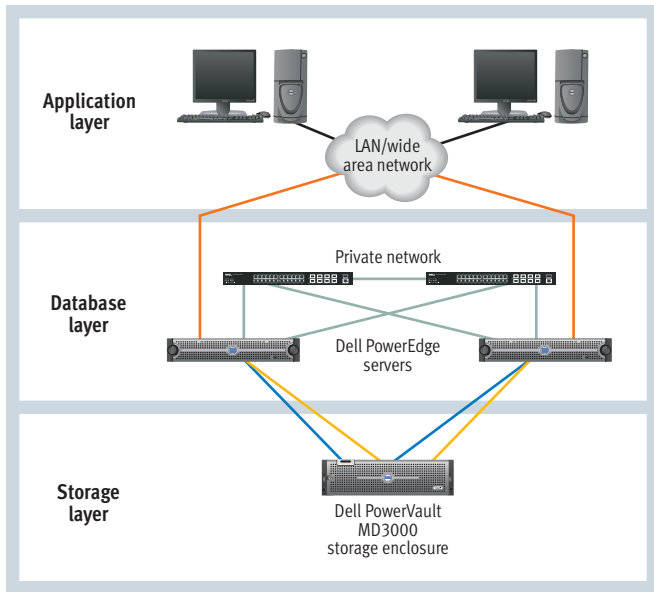 Application
layer
LAN/wide
area network
Private network
Database
layer
Dell PowerEdge
servers
Storage
layer
Dell PowerVault
MD3000
storage enclosure